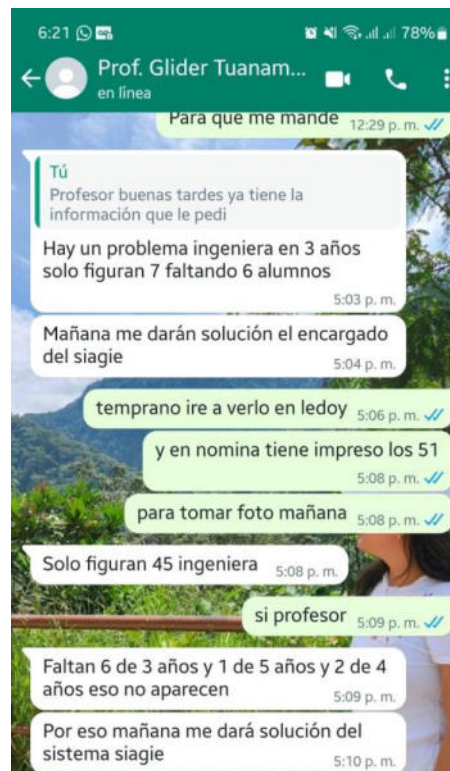 6:21 78%
Prof. Glider Tuanam...
en línea
Para que me mande 12:29 p. m.
Tú
Profesor buenas tardes ya tiene la
información que le pedi
Hay un problema ingeniera en 3 años
solo figuran 7 faltando 6 alumnos
5:03 p. m.
Mañana me darán solución el encargado
del siagie 5:04 p. m.
temprano ire a verlo en ledoy 5:06 p. m.
y en nomina tiene impreso los 51
5:08 p. m.
para tomar foto mañana 5:08 p. m.
Solo figuran 45 ingeniera 5:08 p. m.
si profesor 5:09 p. m.
Faltan 6 de 3 años y 1 de 5 años y 2 de 4
años eso no aparecen 5:09 p. m.
Por eso mañana me dará solución del
sistema siagie 5:10 p. m.